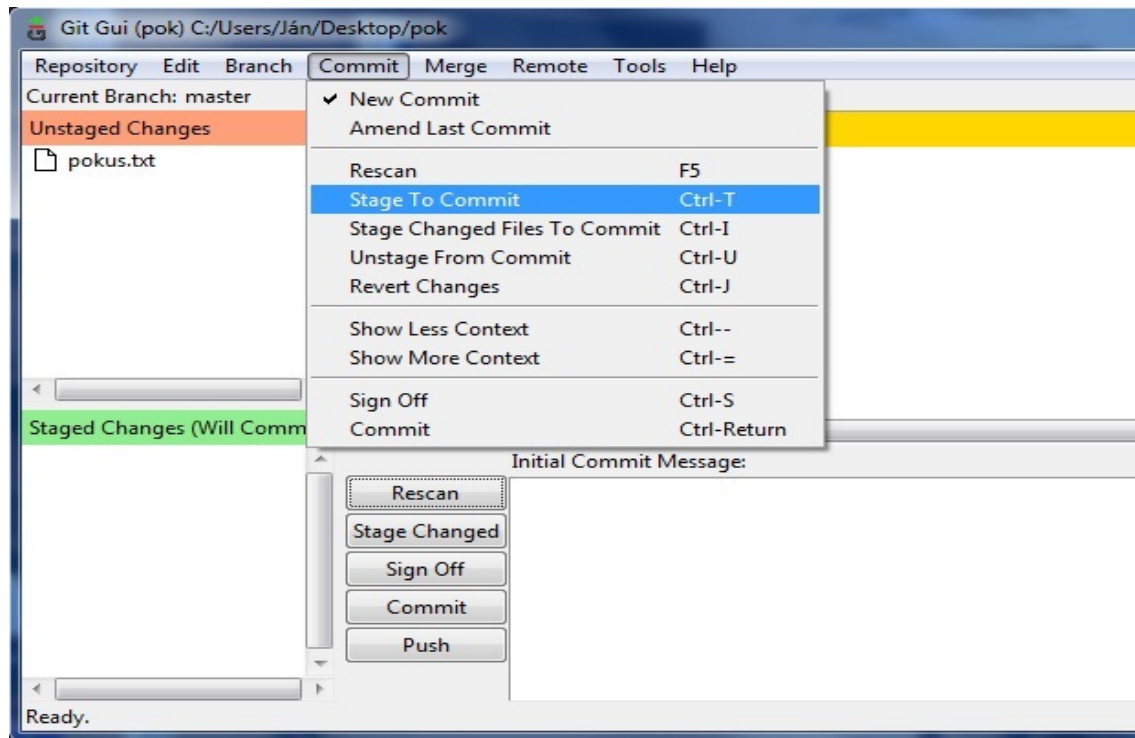 Git Gui (pok) C:/Users/Ján/Desktop/pok
Repository Edit Branch Commit Merge Remote Tools Help
Current Branch: master
Unstaged Changes
pokus.txt
New Commit
Amend Last Commit
Rescan F5
Stage To Commit Ctrl-T
Stage Changed Files To Commit Ctrl-I
Unstage From Commit Ctrl-U
Revert Changes Ctrl-J
Show Less Context Ctrl--
Show More Context Ctrl-=
Sign Off Ctrl-S
Commit Ctrl-Return
Staged Changes (Will Comm
Initial Commit Message:
Rescan
Stage Changed
Sign Off
Commit
Push
Ready.